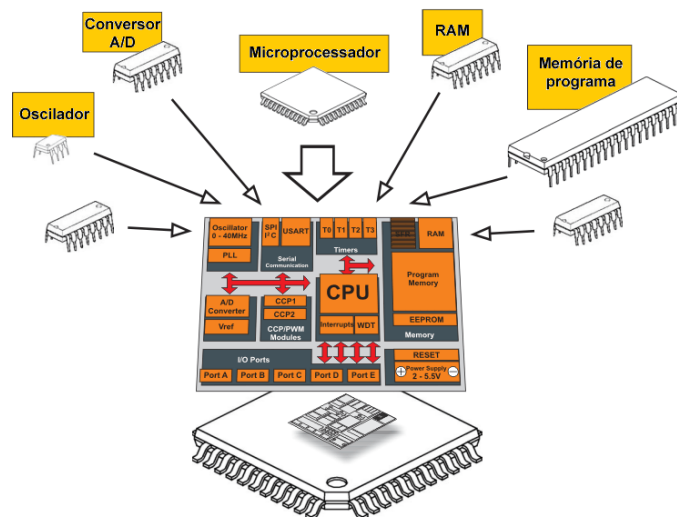 Conversor
A/D
Microprocessador
RAM
Memória de
programa
Oscilador
Oscillator
0 - 40MHz
PLL
SPI
I²C
USART
Serial
Communication
T0
T1
T2
T3
Timers
RAM
Program
Memory
EEPROM
Memory
A/D
Converter
Vref
CCP1
CCP2
CCP/PWM
Modules
CPU
Interrupts
WDT
I/O Ports
Port A
Port B
Port C
Port D
Port E
RESET
Power Supply
2 - 5.5V